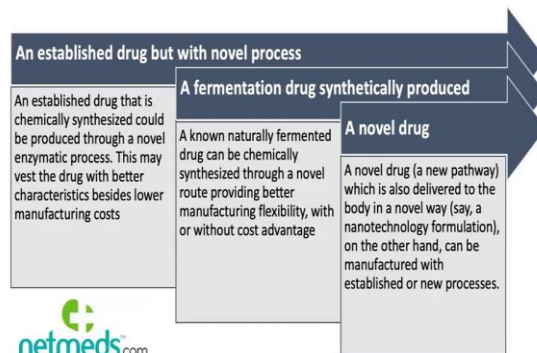 An established drug but with novel process
An established drug that is
chemically synthesized could
be produced through a novel
enzymatic process. This may
vest the drug with better
characteristics besides lower
manufacturing costs
A fermentation drug synthetically produced
A known naturally fermented
drug can be chemically
synthesized through a novel
route providing better
manufacturing flexibility, with
or without cost advantage
A novel drug
A novel drug (a new pathway)
which is also delivered to the
body in a novel way (say, a
nanotechnology formulation),
on the other hand, can be
manufactured with
established or new processes.
netmeds.com